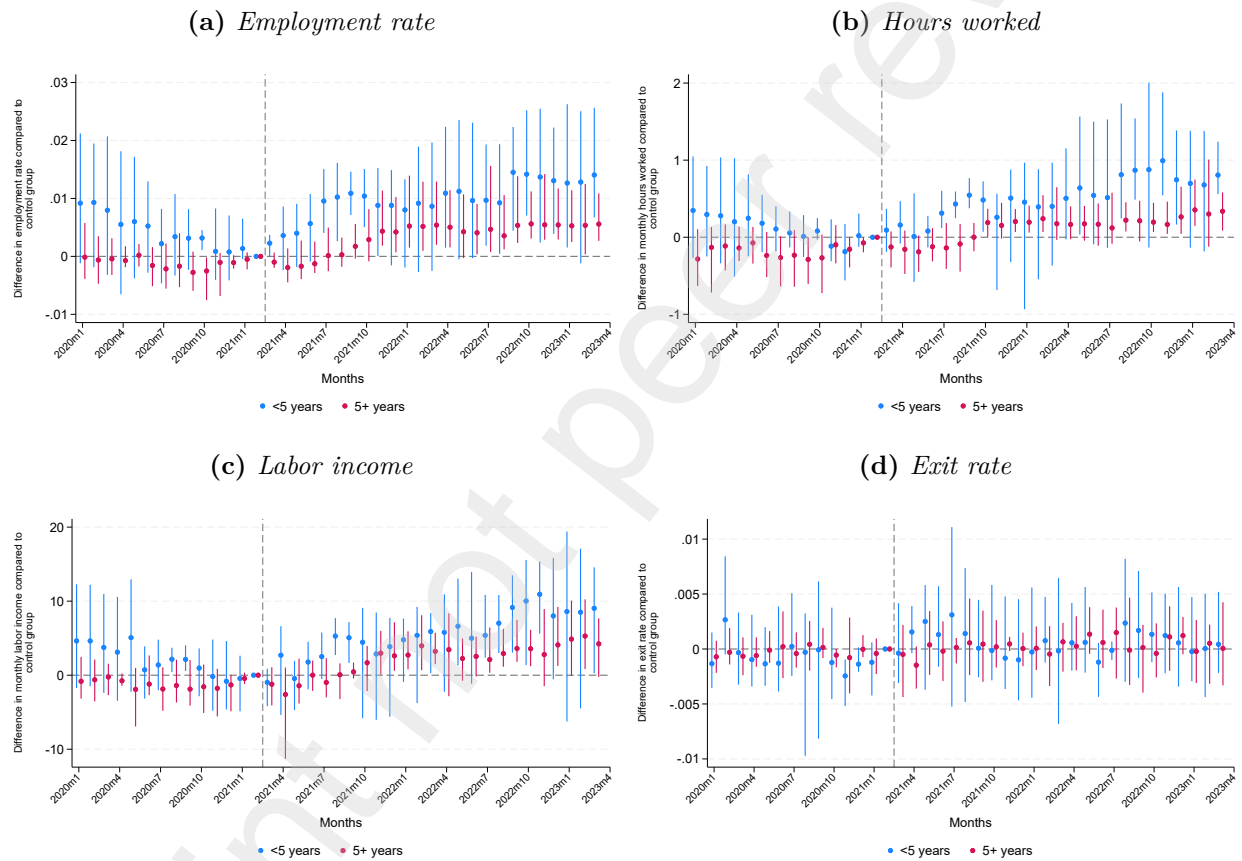 (a) Employment rate
Difference in employment rate compared to
control group
.03
.02
.01
0
-.01
2020m1
2020m4
2020m7
2020m10
2021m1
2021m4
2021m7
2021m10
2022m1
2022m4
2022m7
2022m10
2023m1
2023m4
Months
<5 years 5+ years
(b) Hours worked
Difference in monthly hours worked compared to
control group
2
1
0
-1
2020m1
2020m4
2020m7
2020m10
2021m1
2021m4
2021m7
2021m10
2022m1
2022m4
2022m7
2022m10
2023m1
2023m4
Months
<5 years 5+ years
(c) Labor income
Difference in monthly labor income compared to
control group
20
10
0
-10
2020m1
2020m4
2020m7
2020m10
2021m1
2021m4
2021m7
2021m10
2022m1
2022m4
2022m7
2022m10
2023m1
2023m4
Months
<5 years 5+ years
(d) Exit rate
Difference in exit rate compared to
control group
.01
.005
0
-.005
-.01
2020m1
2020m4
2020m7
2020m10
2021m1
2021m4
2021m7
2021m10
2022m1
2022m4
2022m7
2022m10
2023m1
2023m4
Months
<5 years 5+ years
not peer